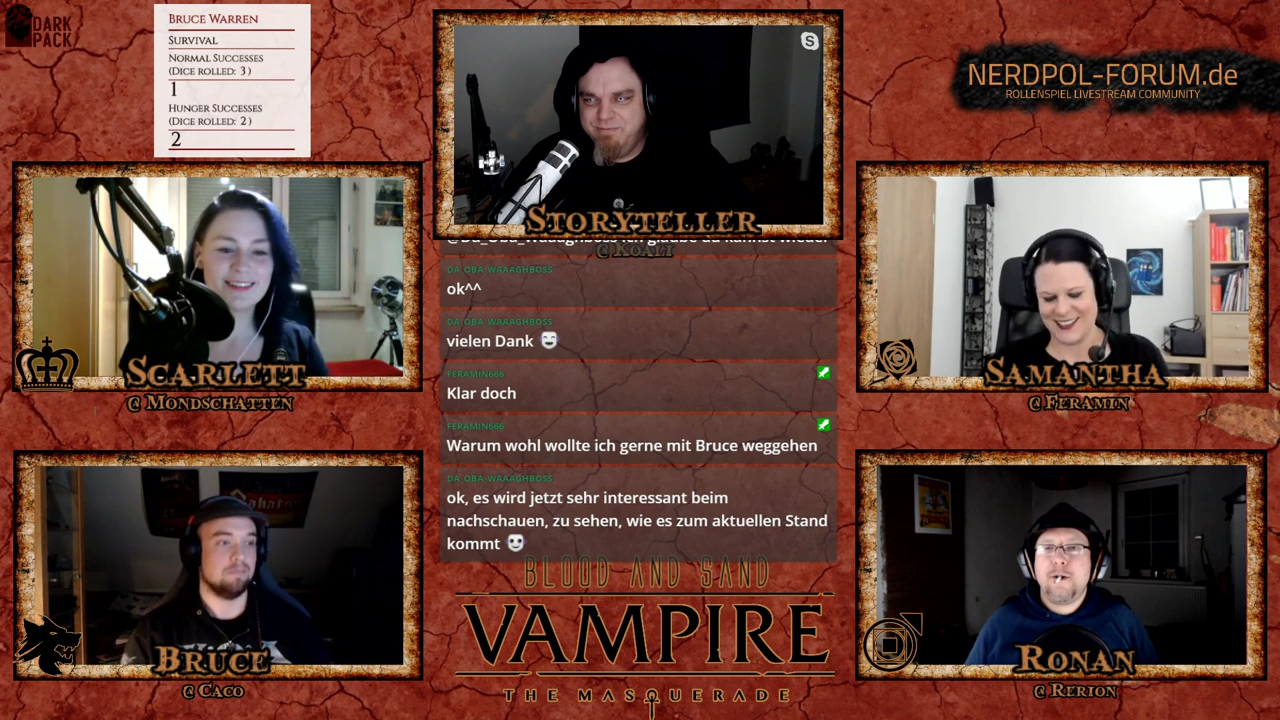 DARK
PACK
Bruce Warren
Survival
Normal Successes
(Dice rolled: 3)
1
Hunger Successes
(Dice rolled: 2)
2
Storyteller
@ Koali
NERDPOL-FORUM.de
ROLLENSPIEL LIVESTREAM COMMUNITY
Scarlett
@ Mondschatten
Samantha
@ Feramin
DA_OBA_WAAAGHBOSS
ok^^
DA_OBA_WAAAGHBOSS
vielen Dank
FERAMIN666
Klar doch
FERAMIN666
Warum wohl wollte ich gerne mit Bruce weggehen
DA_OBA_WAAAGHBOSS
ok, es wird jetzt sehr interessant beim
nachschauen, zu sehen, wie es zum aktuellen Stand
kommt
Bruce
@ Caco
Ronan
@ Rerion
BLOOD AND SAND
VAMPIRE
THE MASQUERADE